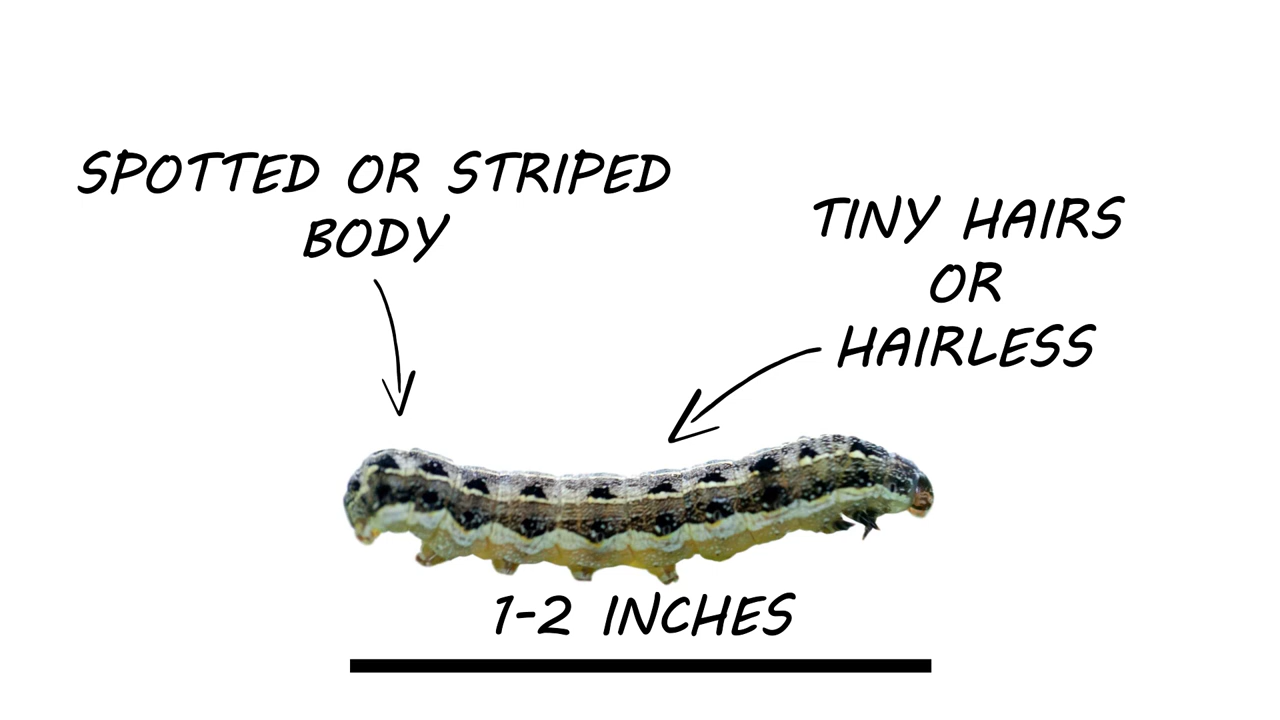 SPOTTED OR STRIPED
BODY
TINY HAIRS
OR
HAIRLESS
1-2 INCHES